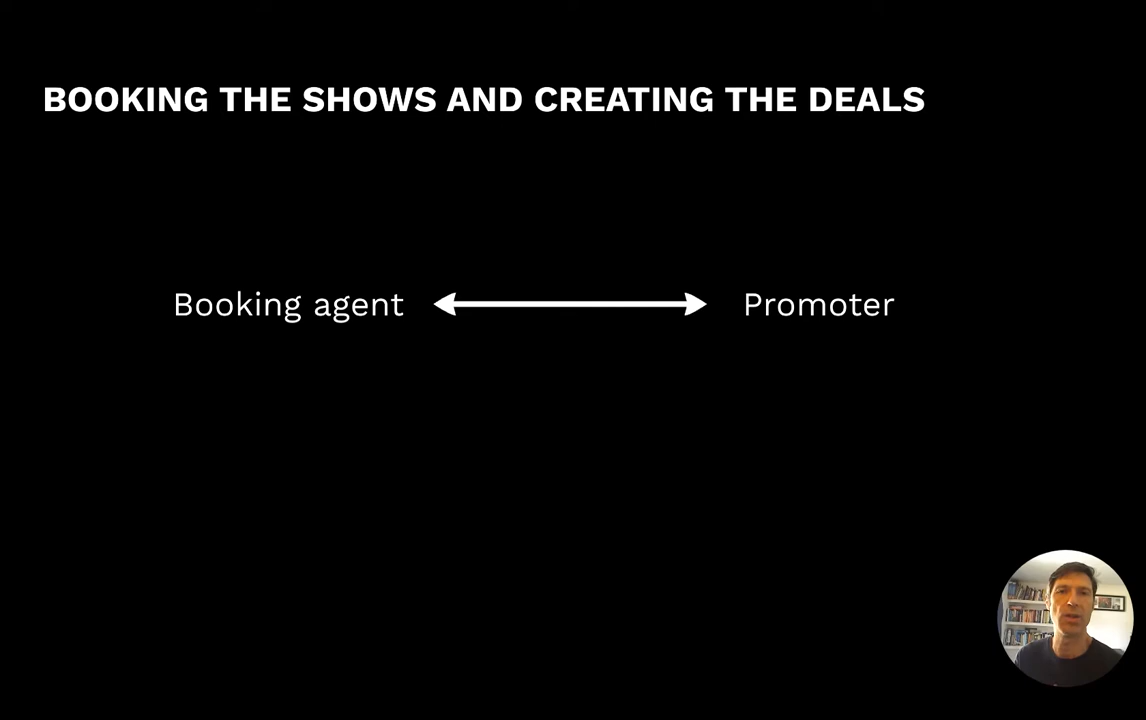 BOOKING THE SHOWS AND CREATING THE DEALS
Booking agent
Promoter